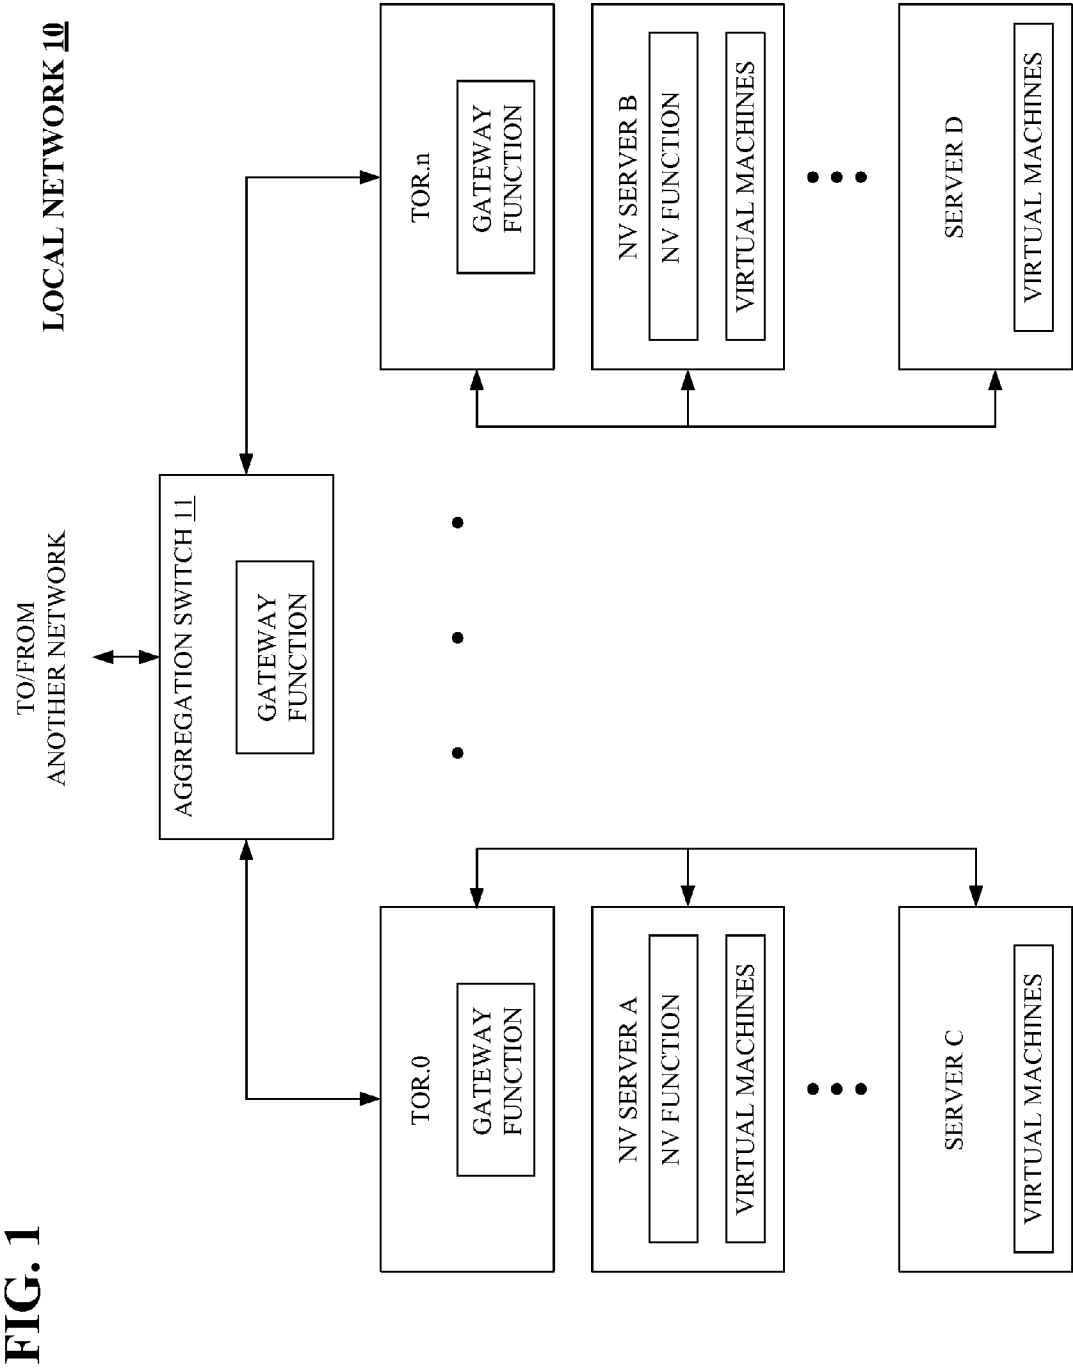 FIG. 1
LOCAL NETWORK 10
TO/FROM
ANOTHER NETWORK
AGGREGATION SWITCH 11
GATEWAY
FUNCTION
TOR.0
GATEWAY
FUNCTION
NV SERVER A
NV FUNCTION
VIRTUAL MACHINES
SERVER C
VIRTUAL MACHINES
TOR.n
GATEWAY
FUNCTION
NV SERVER B
NV FUNCTION
VIRTUAL MACHINES
SERVER D
VIRTUAL MACHINES